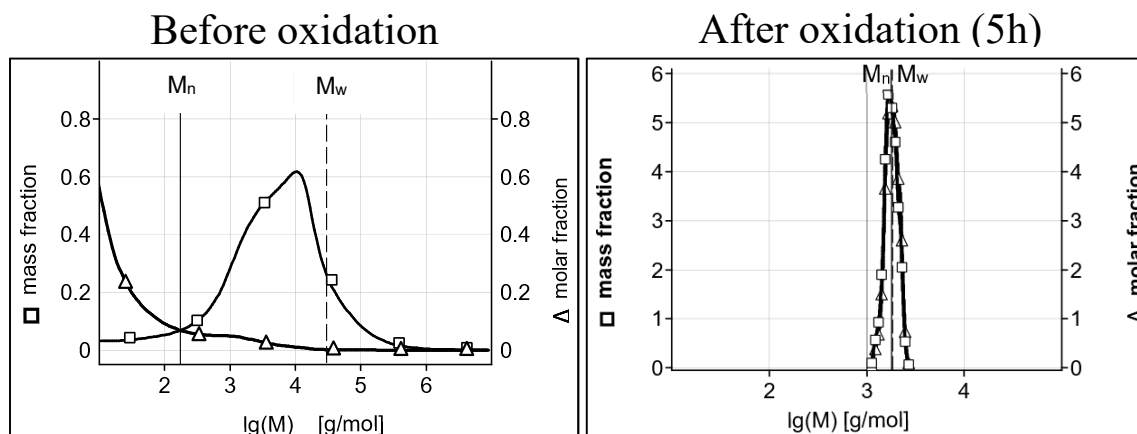 Before oxidation
After oxidation (5h)
Mn
Mw
0.8
0.6
0.4
0.2
0
0.8
0.6
0.4
0.2
0
2
3
4
5
6
mass fraction
Δ molar fraction
lg(M) [g/mol]
Mn
Mw
6
5
4
3
2
1
0
6
5
4
3
2
1
0
2
3
4
mass fraction
Δ molar fraction
lg(M) [g/mol]